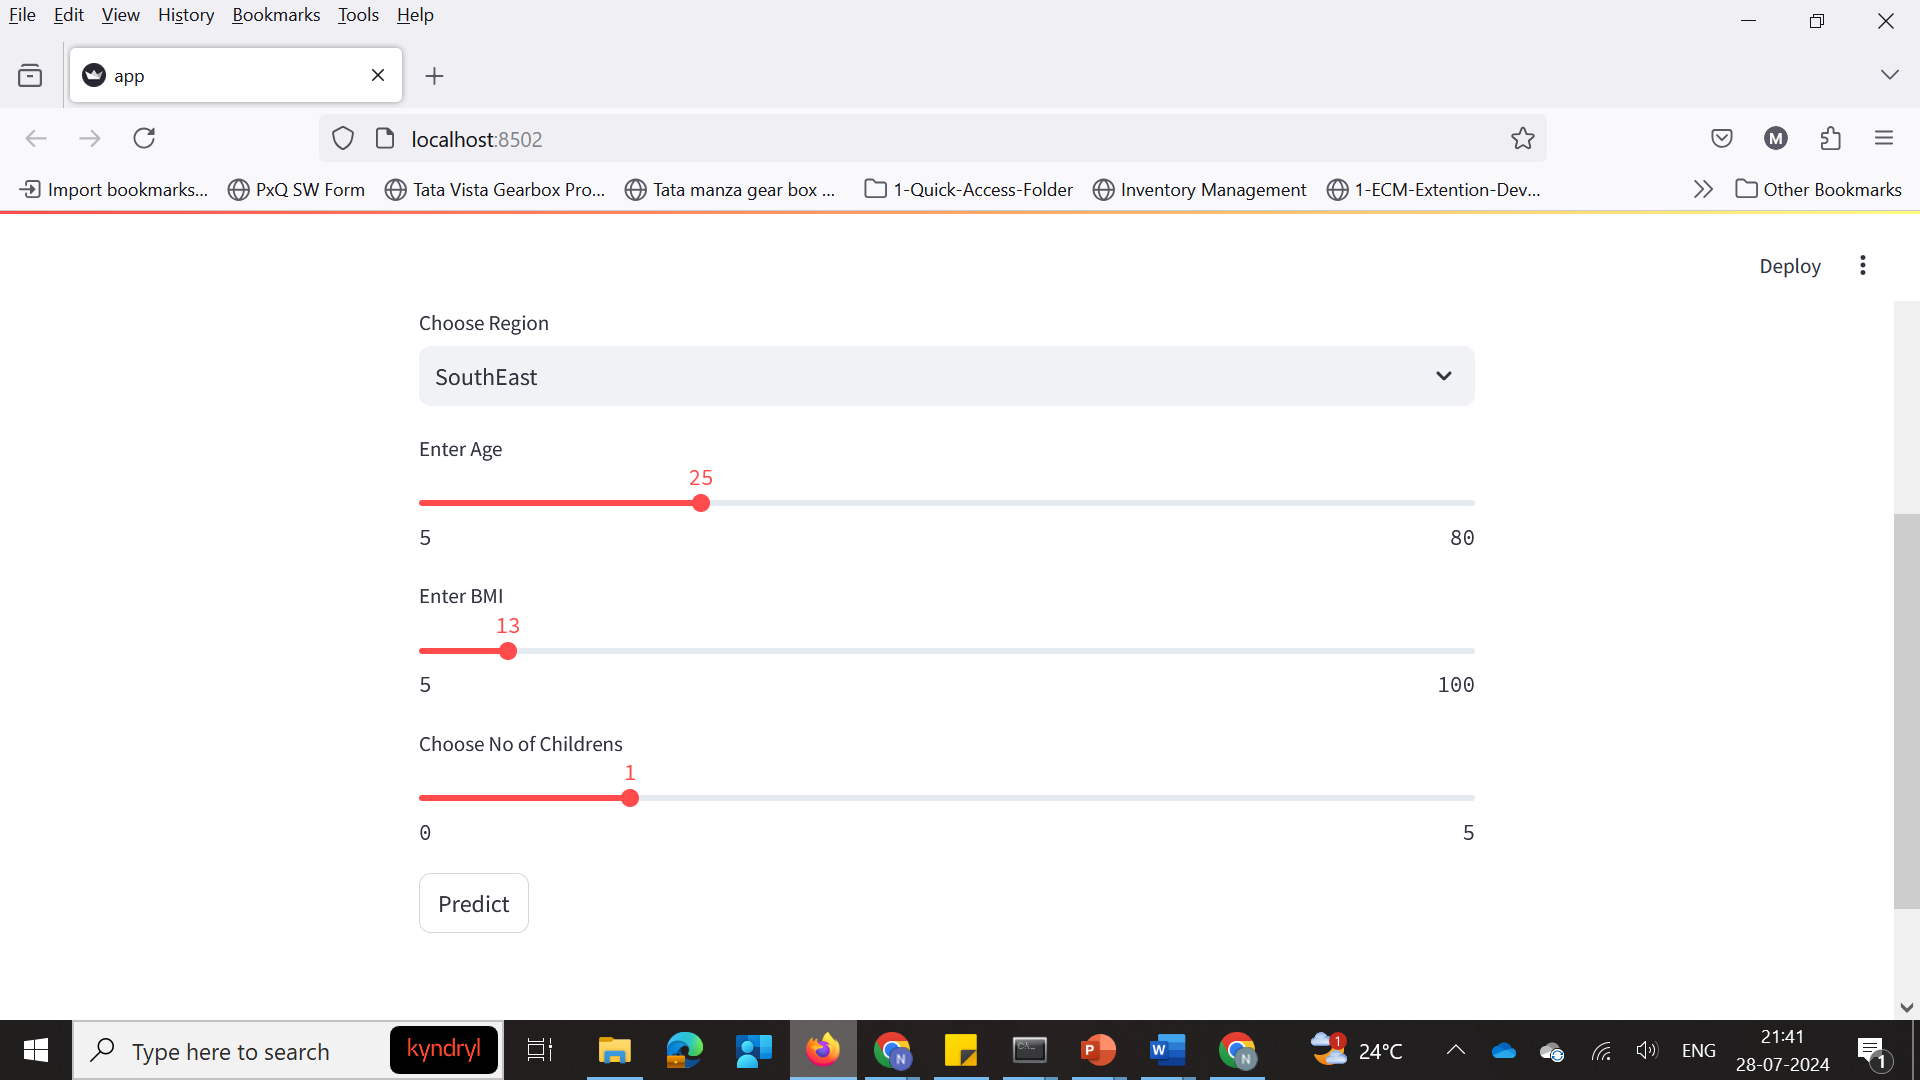 File Edit View History Bookmarks Tools Help
app
localhost:8502
M
Import bookmarks... PxQ SW Form Tata Vista Gearbox Pro... Tata manza gear box ... 1-Quick-Access-Folder Inventory Management 1-ECM-Extention-Dev... Other Bookmarks
Deploy
Choose Region
SouthEast
Enter Age
25
5 80
Enter BMI
13
5 100
Choose No of Childrens
1
0 5
Predict
Type here to search kyndryl N P W N 1 24°C ENG 21:41
28-07-2024 1